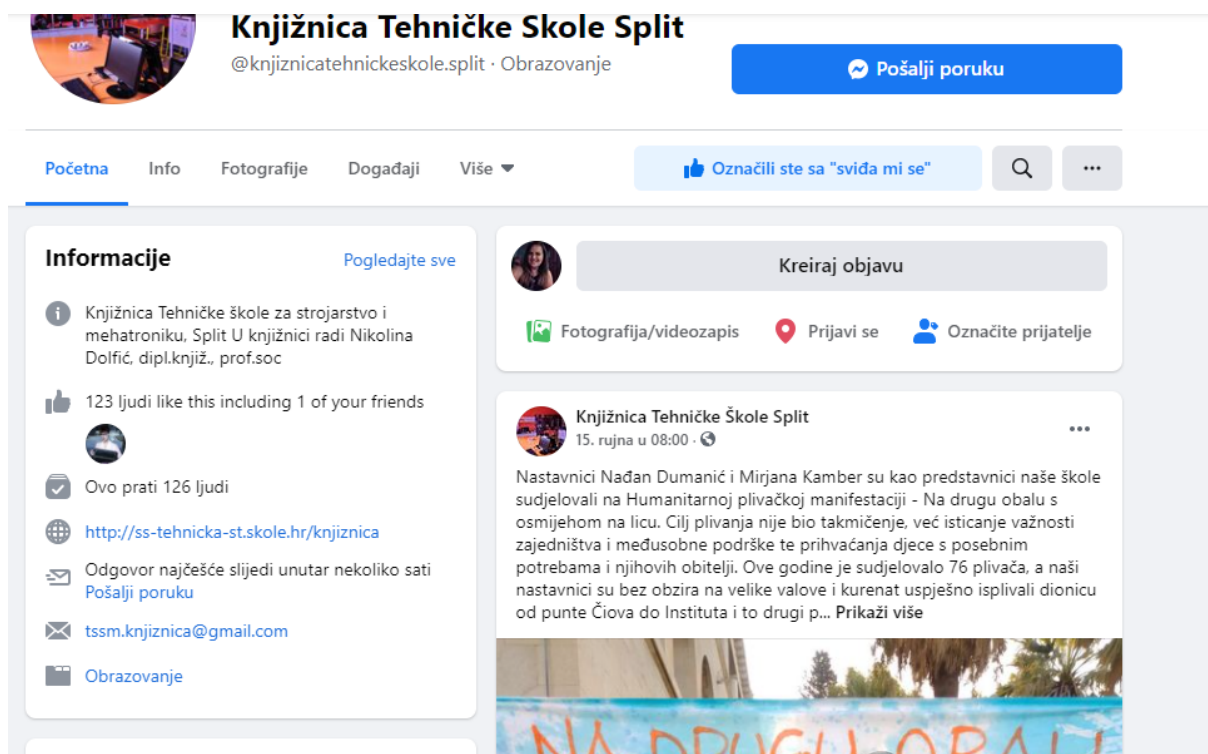 Knjižnica Tehničke Škole Split
@knjiznicatehnickeskole.split · Obrazovanje
Pošalji poruku
Početna
Info
Fotografije
Događaji
Više
Označili ste sa "sviđa mi se"
Informacije
Pogledajte sve
Knjižnica Tehničke škole za strojarstvo i
mehatroniku, Split U knjižnici radi Nikolina
Dolfić, dipl.knjiž., prof.soc
123 ljudi like this including 1 of your friends
Ovo prati 126 ljudi
http://ss-tehnicka-st.skole.hr/knjiznica
Odgovor najčešće slijedi unutar nekoliko sati
Pošalji poruku
tssm.knjiznica@gmail.com
Obrazovanje
Kreiraj objavu
Fotografija/videozapis
Prijavi se
Označite prijatelje
Knjižnica Tehničke Škole Split
15. rujna u 08:00 ·
Nastavnici Nađan Dumanić i Mirjana Kamber su kao predstavnici naše škole
sudjelovali na Humanitarnoj plivačkoj manifestaciji - Na drugu obalu s
osmijehom na licu. Cilj plivanja nije bio takmičenje, već isticanje važnosti
zajedništva i međusobne podrške te prihvaćanja djece s posebnim
potrebama i njihovih obitelji. Ove godine je sudjelovalo 76 plivača, a naši
nastavnici su bez obzira na velike valove i kurenat uspješno isplivali dionicu
od punte Čiova do Instituta i to drugi p... Prikaži više
NA DRUGU OBALU